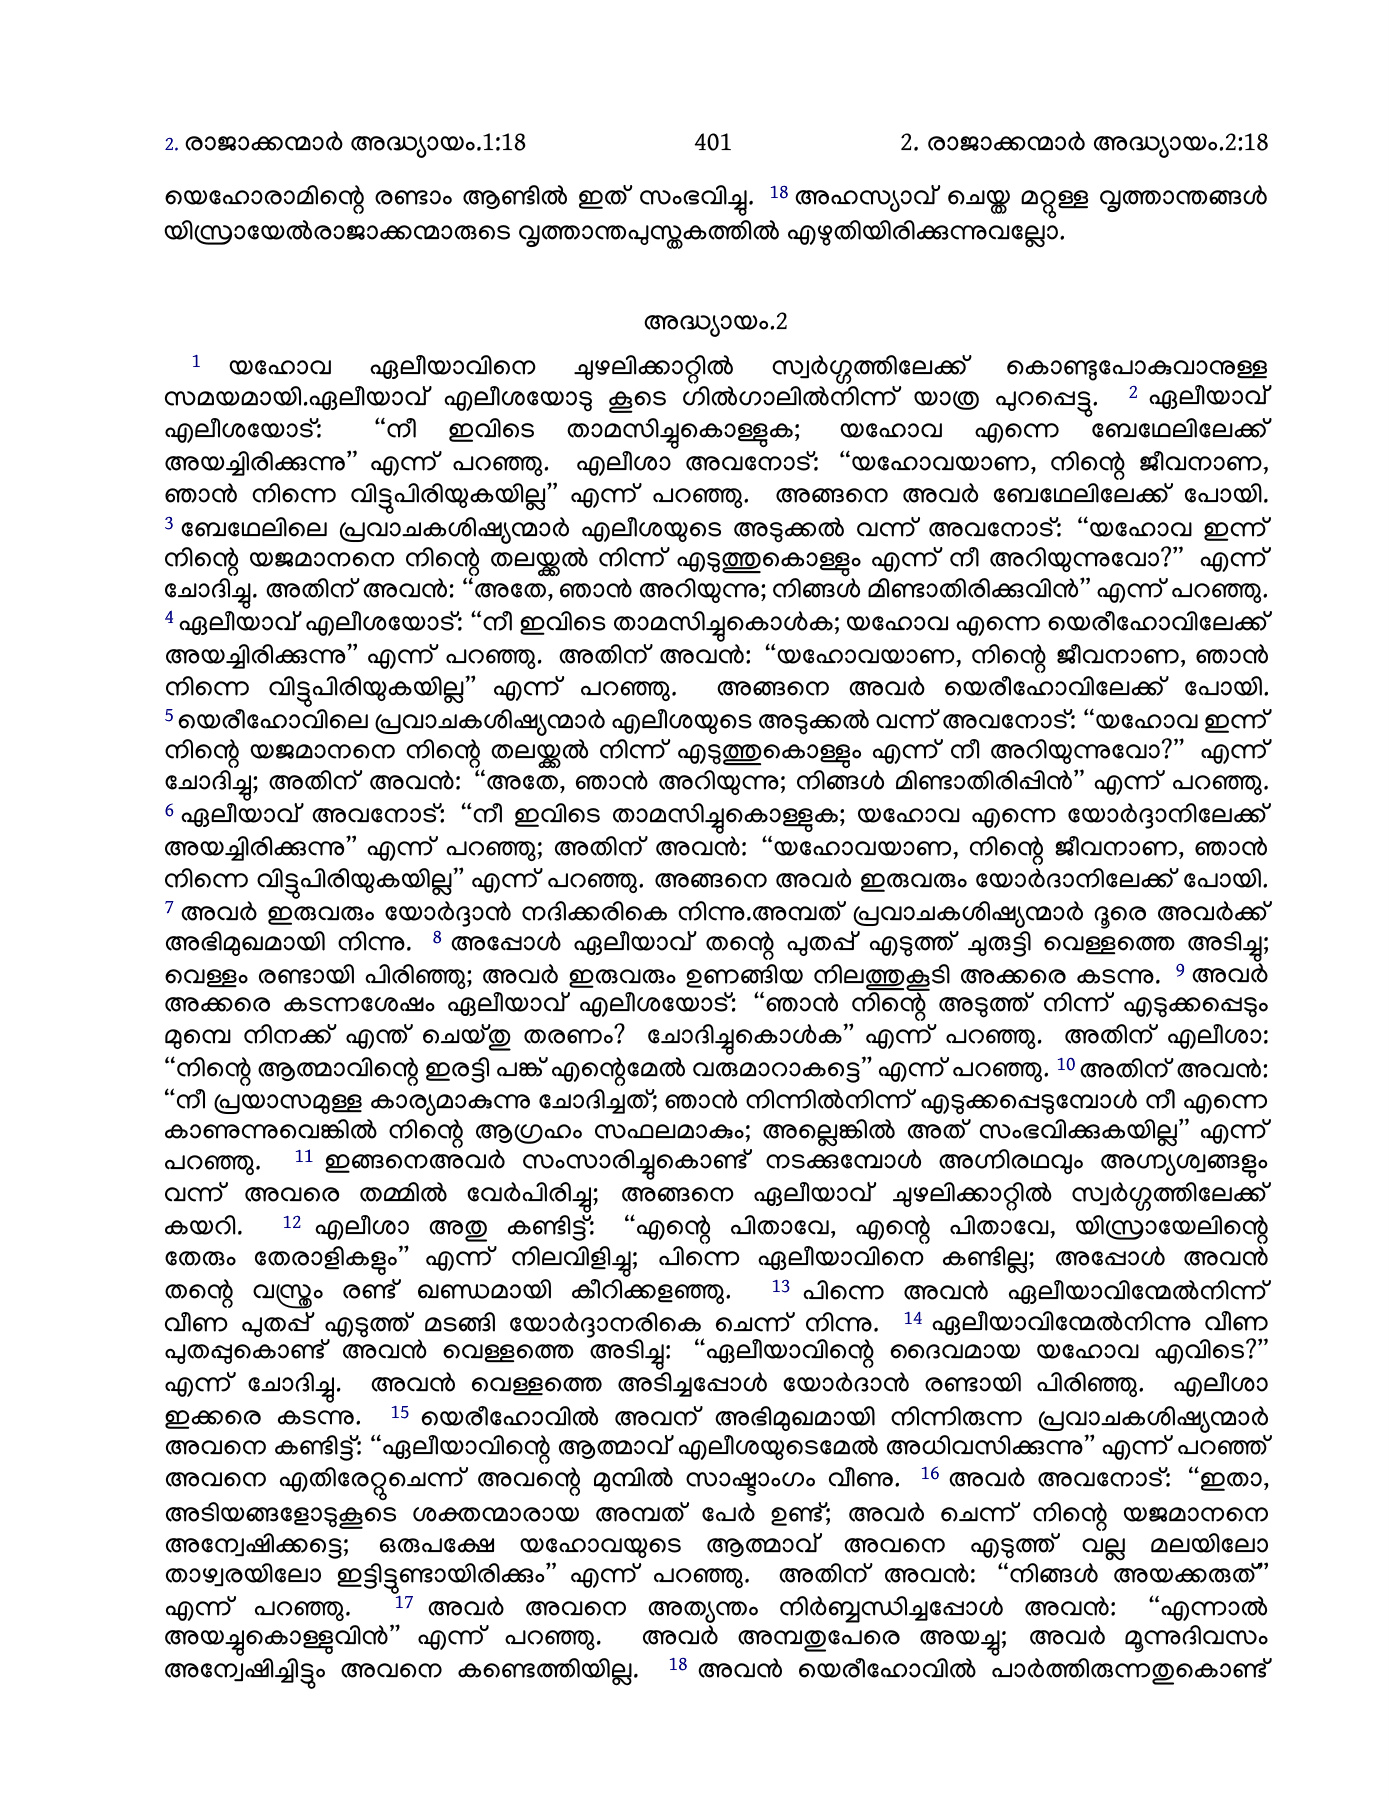 2. രാജാക്കന്മാർ അദ്ധ്യായം.1:18 401 2. രാജാക്കന്മാർ അദ്ധ്യായം.2:18
യെഹോരാമിന്റെ രണ്ടാം ആണ്ടിൽ ഇത് സംഭവിച്ചു. 18 അഹസ്യാവ് ചെയ്ത മറ്റുള്ള വൃത്താന്തങ്ങൾ
യിസ്രായേൽരാജാക്കന്മാരുടെ വൃത്താന്തപുസ്തകത്തിൽ എഴുതിയിരിക്കുന്നുവല്ലോ.
അദ്ധ്യായം.2
1 യഹോവ ഏലീയാവിനെ ചുഴലിക്കാറ്റിൽ സ്വർഗ്ഗത്തിലേക്ക് കൊണ്ടുപോകുവാനുള്ള
സമയമായി.ഏലീയാവ് എലീശയോടു കൂടെ ഗിൽഗാലിൽനിന്ന് യാത്ര പുറപ്പെട്ടു. 2 ഏലീയാവ്
എലീശയോട്: “നീ ഇവിടെ താമസിച്ചുകൊള്ളുക; യഹോവ എന്നെ ബേഥേലിലേക്ക്
അയച്ചിരിക്കുന്നു” എന്ന് പറഞ്ഞു. എലീശാ അവനോട്: “യഹോവയാണ, നിന്റെ ജീവനാണ,
ഞാൻ നിന്നെ വിട്ടുപിരിയുകയില്ല” എന്ന് പറഞ്ഞു. അങ്ങനെ അവർ ബേഥേലിലേക്ക് പോയി.
3 ബേഥേലിലെ പ്രവാചകശിഷ്യന്മാർ എലീശയുടെ അടുക്കൽ വന്ന് അവനോട്: “യഹോവ ഇന്ന്
നിന്റെ യജമാനനെ നിന്റെ തലയ്ക്കൽ നിന്ന് എടുത്തുകൊള്ളും എന്ന് നീ അറിയുന്നുവോ?” എന്ന്
ചോദിച്ചു. അതിന് അവൻ: “അതേ, ഞാൻ അറിയുന്നു; നിങ്ങൾ മിണ്ടാതിരിക്കുവിൻ” എന്ന് പറഞ്ഞു.
4 ഏലീയാവ് എലീശയോട്: “നീ ഇവിടെ താമസിച്ചുകൊൾക; യഹോവ എന്നെ യെരീഹോവിലേക്ക്
അയച്ചിരിക്കുന്നു” എന്ന് പറഞ്ഞു. അതിന് അവൻ: “യഹോവയാണ, നിന്റെ ജീവനാണ, ഞാൻ
നിന്നെ വിട്ടുപിരിയുകയില്ല” എന്ന് പറഞ്ഞു. അങ്ങനെ അവർ യെരീഹോവിലേക്ക് പോയി.
5 യെരീഹോവിലെ പ്രവാചകശിഷ്യന്മാർ എലീശയുടെ അടുക്കൽ വന്ന് അവനോട്: “യഹോവ ഇന്ന്
നിന്റെ യജമാനനെ നിന്റെ തലയ്ക്കൽ നിന്ന് എടുത്തുകൊള്ളും എന്ന് നീ അറിയുന്നുവോ?” എന്ന്
ചോദിച്ചു; അതിന് അവൻ: “അതേ, ഞാൻ അറിയുന്നു; നിങ്ങൾ മിണ്ടാതിരിപ്പിൻ” എന്ന് പറഞ്ഞു.
6 ഏലീയാവ് അവനോട്: “നീ ഇവിടെ താമസിച്ചുകൊള്ളുക; യഹോവ എന്നെ യോർദ്ദാനിലേക്ക്
അയച്ചിരിക്കുന്നു” എന്ന് പറഞ്ഞു; അതിന് അവൻ: “യഹോവയാണ, നിന്റെ ജീവനാണ, ഞാൻ
നിന്നെ വിട്ടുപിരിയുകയില്ല” എന്ന് പറഞ്ഞു. അങ്ങനെ അവർ ഇരുവരും യോർദാനിലേക്ക് പോയി.
7 അവർ ഇരുവരും യോർദ്ദാൻ നദിക്കരികെ നിന്നു.അമ്പത് പ്രവാചകശിഷ്യന്മാർ ദൂരെ അവർക്ക്
അഭിമുഖമായി നിന്നു. 8 അപ്പോൾ ഏലീയാവ് തന്റെ പുതപ്പ് എടുത്ത് ചുരുട്ടി വെള്ളത്തെ അടിച്ചു;
വെള്ളം രണ്ടായി പിരിഞ്ഞു; അവർ ഇരുവരും ഉണങ്ങിയ നിലത്തുകൂടി അക്കരെ കടന്നു. 9 അവർ
അക്കരെ കടന്നശേഷം ഏലീയാവ് എലീശയോട്: “ഞാൻ നിന്റെ അടുത്ത് നിന്ന് എടുക്കപ്പെടും
മുമ്പെ നിനക്ക് എന്ത് ചെയ്തു തരണം? ചോദിച്ചുകൊൾക” എന്ന് പറഞ്ഞു. അതിന് എലീശാ:
“നിന്റെ ആത്മാവിന്റെ ഇരട്ടി പങ്ക് എന്റെമേൽ വരുമാറാകട്ടെ” എന്ന് പറഞ്ഞു. 10 അതിന് അവൻ:
“നീ പ്രയാസമുള്ള കാര്യമാകുന്നു ചോദിച്ചത്; ഞാൻ നിന്നിൽനിന്ന് എടുക്കപ്പെടുമ്പോൾ നീ എന്നെ
കാണുന്നുവെങ്കിൽ നിന്റെ ആഗ്രഹം സഫലമാകും; അല്ലെങ്കിൽ അത് സംഭവിക്കുകയില്ല” എന്ന്
പറഞ്ഞു. 11 ഇങ്ങനെഅവർ സംസാരിച്ചുകൊണ്ട് നടക്കുമ്പോൾ അഗ്നിരഥവും അഗ്ന്യശ്വങ്ങളും
വന്ന് അവരെ തമ്മിൽ വേർപിരിച്ചു; അങ്ങനെ ഏലീയാവ് ചുഴലിക്കാറ്റിൽ സ്വർഗ്ഗത്തിലേക്ക്
കയറി. 12 എലീശാ അതു കണ്ടിട്ട്: “എന്റെ പിതാവേ, എന്റെ പിതാവേ, യിസ്രായേലിന്റെ
തേരും തേരാളികളും” എന്ന് നിലവിളിച്ചു; പിന്നെ ഏലീയാവിനെ കണ്ടില്ല; അപ്പോൾ അവൻ
തന്റെ വസ്ത്രം രണ്ട് ഖണ്ഡമായി കീറിക്കളഞ്ഞു. 13 പിന്നെ അവൻ ഏലീയാവിന്മേൽനിന്ന്
വീണ പുതപ്പ് എടുത്ത് മടങ്ങി യോർദ്ദാനരികെ ചെന്ന് നിന്നു. 14 ഏലീയാവിന്മേൽനിന്നു വീണ
പുതപ്പുകൊണ്ട് അവൻ വെള്ളത്തെ അടിച്ചു: “ഏലീയാവിന്റെ ദൈവമായ യഹോവ എവിടെ?”
എന്ന് ചോദിച്ചു. അവൻ വെള്ളത്തെ അടിച്ചപ്പോൾ യോർദാൻ രണ്ടായി പിരിഞ്ഞു. എലീശാ
ഇക്കരെ കടന്നു. 15 യെരീഹോവിൽ അവന് അഭിമുഖമായി നിന്നിരുന്ന പ്രവാചകശിഷ്യന്മാർ
അവനെ കണ്ടിട്ട്: “ഏലീയാവിന്റെ ആത്മാവ് എലീശയുടെമേൽ അധിവസിക്കുന്നു” എന്ന് പറഞ്ഞ്
അവനെ എതിരേറ്റുചെന്ന് അവന്റെ മുമ്പിൽ സാഷ്ടാംഗം വീണു. 16 അവർ അവനോട്: “ഇതാ,
അടിയങ്ങളോടുകൂടെ ശക്തന്മാരായ അമ്പത് പേർ ഉണ്ട്; അവർ ചെന്ന് നിന്റെ യജമാനനെ
അന്വേഷിക്കട്ടെ; ഒരുപക്ഷേ യഹോവയുടെ ആത്മാവ് അവനെ എടുത്ത് വല്ല മലയിലോ
താഴ്വരയിലോ ഇട്ടിട്ടുണ്ടായിരിക്കും” എന്ന് പറഞ്ഞു. അതിന് അവൻ: “നിങ്ങൾ അയക്കരുത്”
എന്ന് പറഞ്ഞു. 17 അവർ അവനെ അത്യന്തം നിർബ്ബന്ധിച്ചപ്പോൾ അവൻ: “എന്നാൽ
അയച്ചുകൊള്ളുവിൻ” എന്ന് പറഞ്ഞു. അവർ അമ്പതുപേരെ അയച്ചു; അവർ മൂന്നുദിവസം
അന്വേഷിച്ചിട്ടും അവനെ കണ്ടെത്തിയില്ല. 18 അവൻ യെരീഹോവിൽ പാർത്തിരുന്നതുകൊണ്ട്